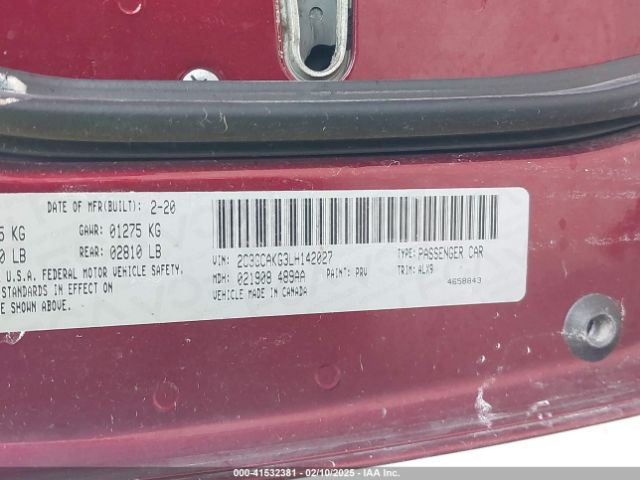 DATE OF MFR(BUILT): 2-20
5 KG GAWR: 01275 KG
0 LB REAR: 02810 LB
U.S.A. FEDERAL MOTOR VEHICLE SAFETY,
STANDARDS IN EFFECT ON
E SHOWN ABOVE.
VIN: 2C3CCAKG3LH142027 TYPE: PASSENGER CAR
MDH: 021909 489AA PAINT: PRV TRIM: ALX9
VEHICLE MADE IN CANADA 4658843
000-41532381 - 02/10/2025 - IAA Inc.